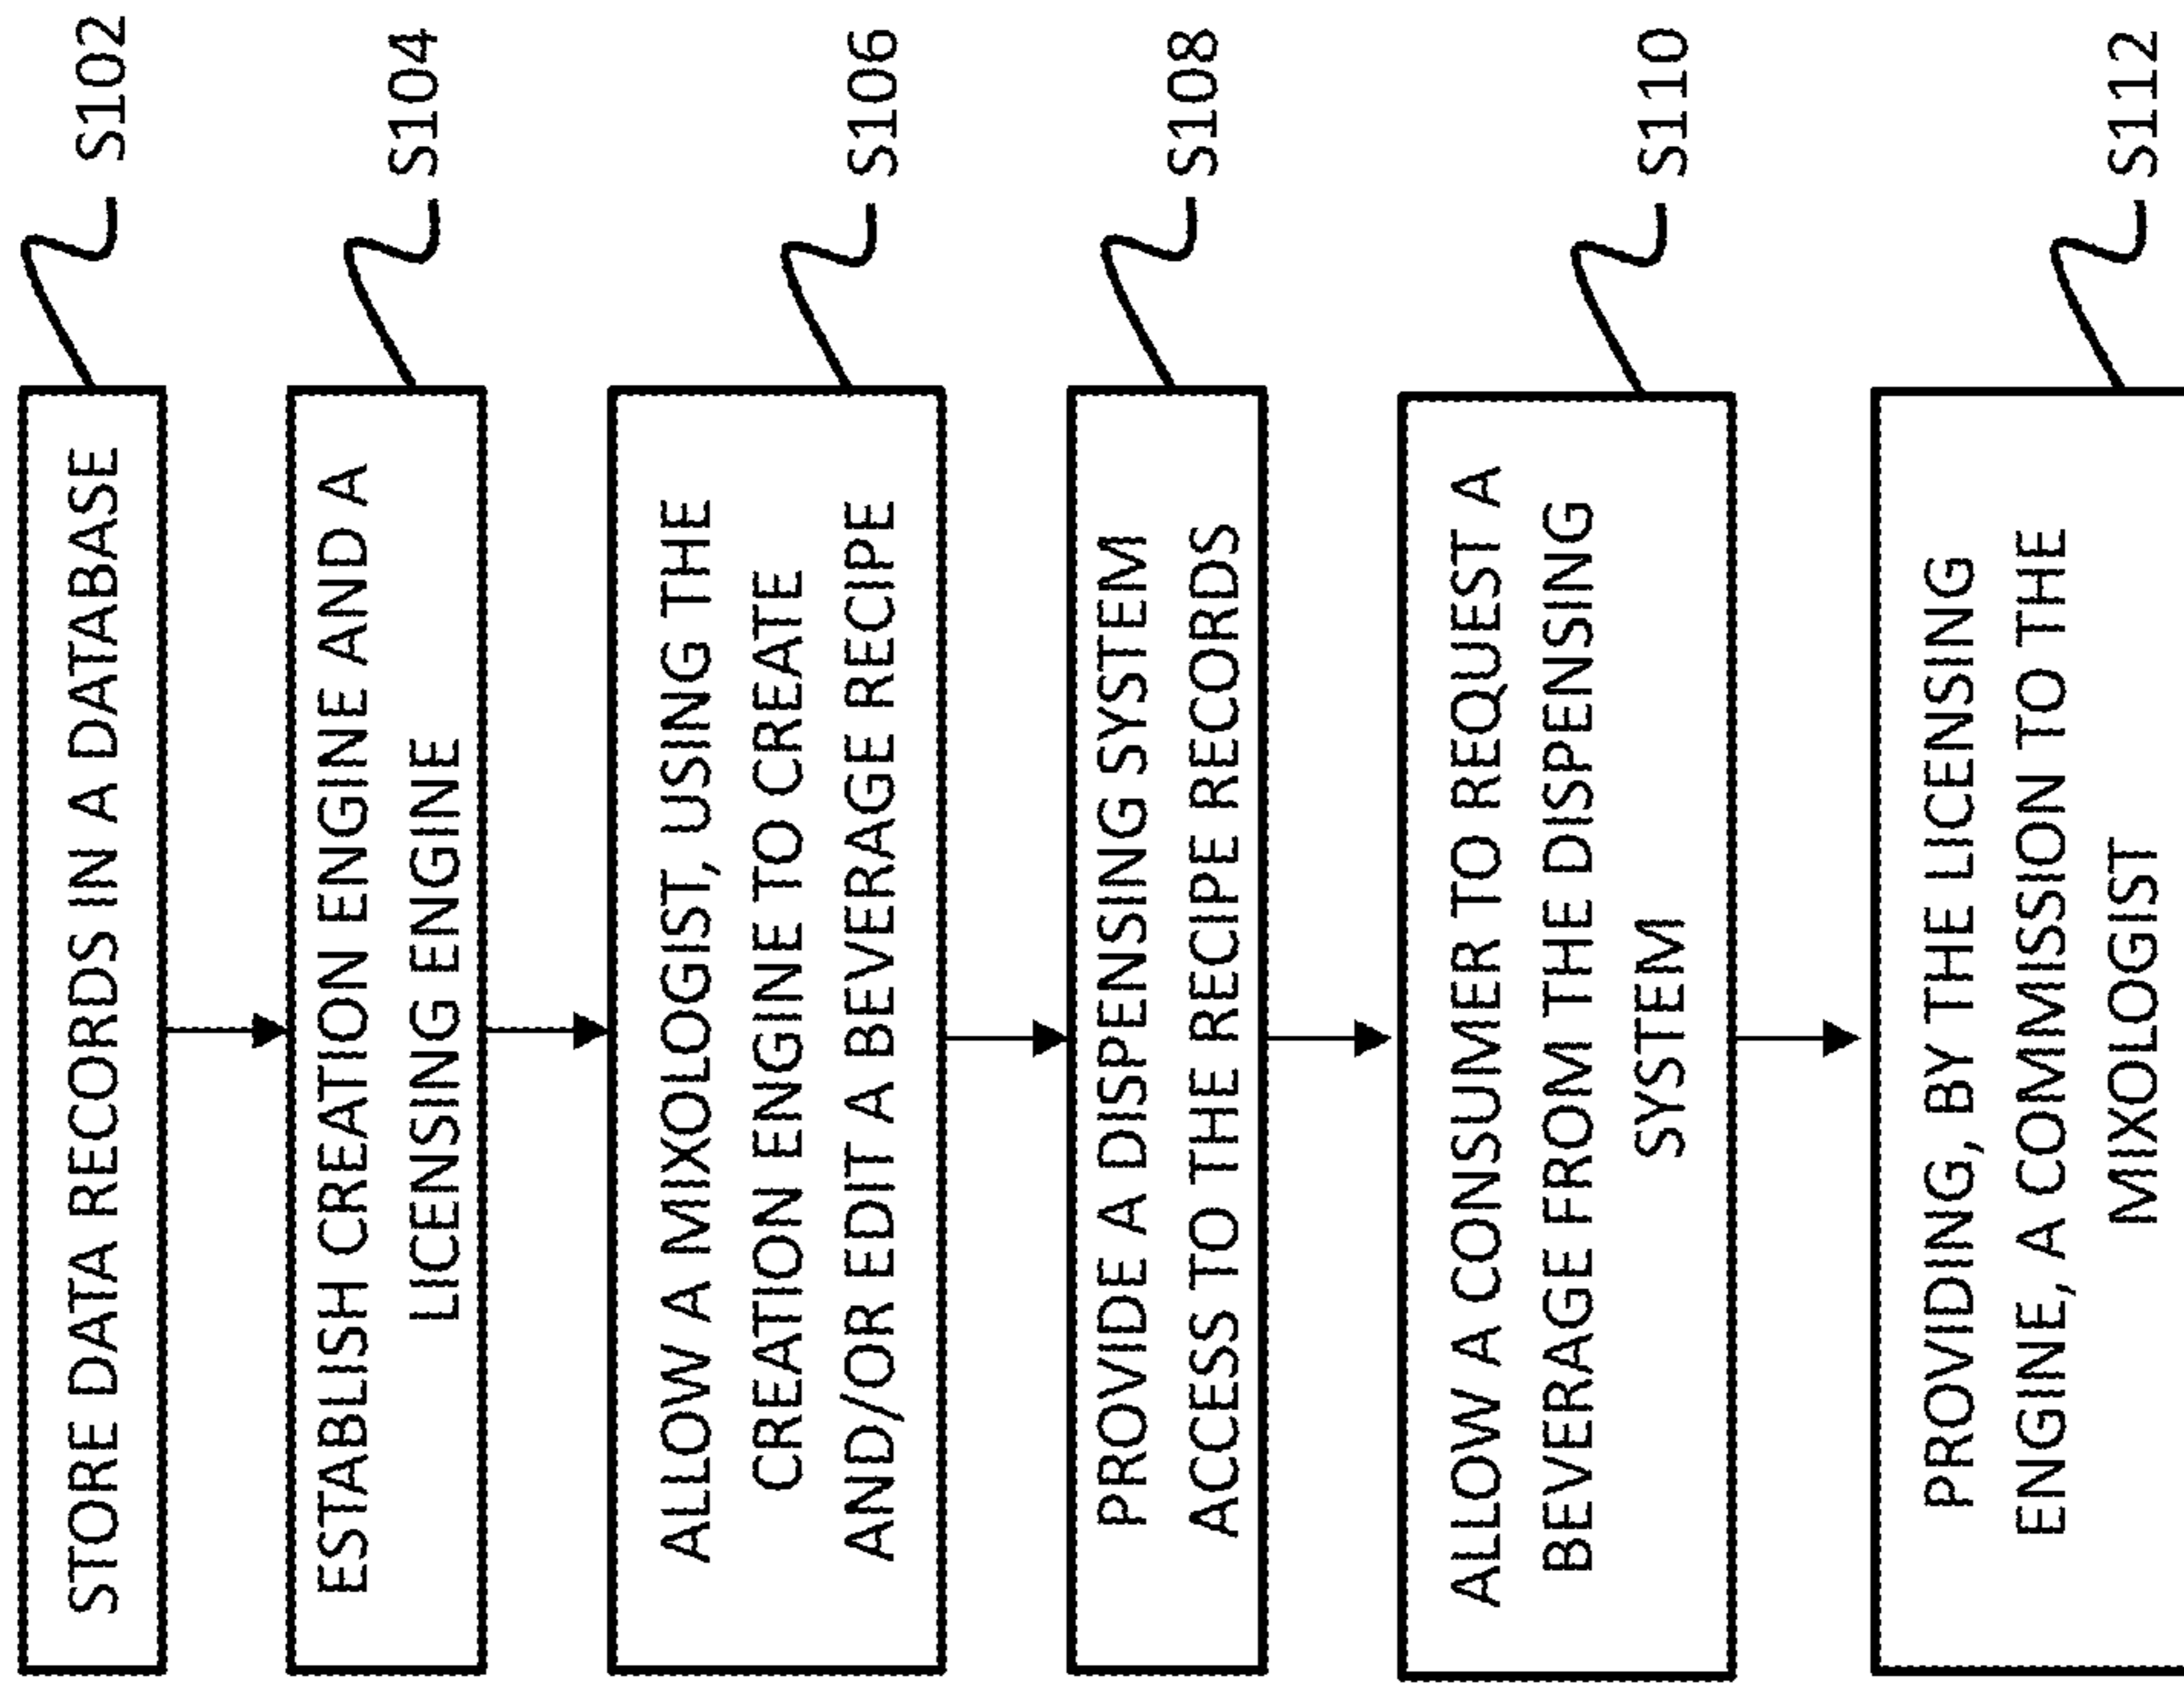 STORE DATA RECORDS IN A DATABASE
S102
ESTABLISH CREATION ENGINE AND A
LICENSING ENGINE
S104
ALLOW A MIXOLOGIST, USING THE
CREATION ENGINE TO CREATE
AND/OR EDIT A BEVERAGE RECIPE
S106
PROVIDE A DISPENSING SYSTEM
ACCESS TO THE RECIPE RECORDS
S108
ALLOW A CONSUMER TO REQUEST A
BEVERAGE FROM THE DISPENSING
SYSTEM
S110
PROVIDING, BY THE LICENSING
ENGINE, A COMMISSION TO THE
MIXOLOGIST
S112